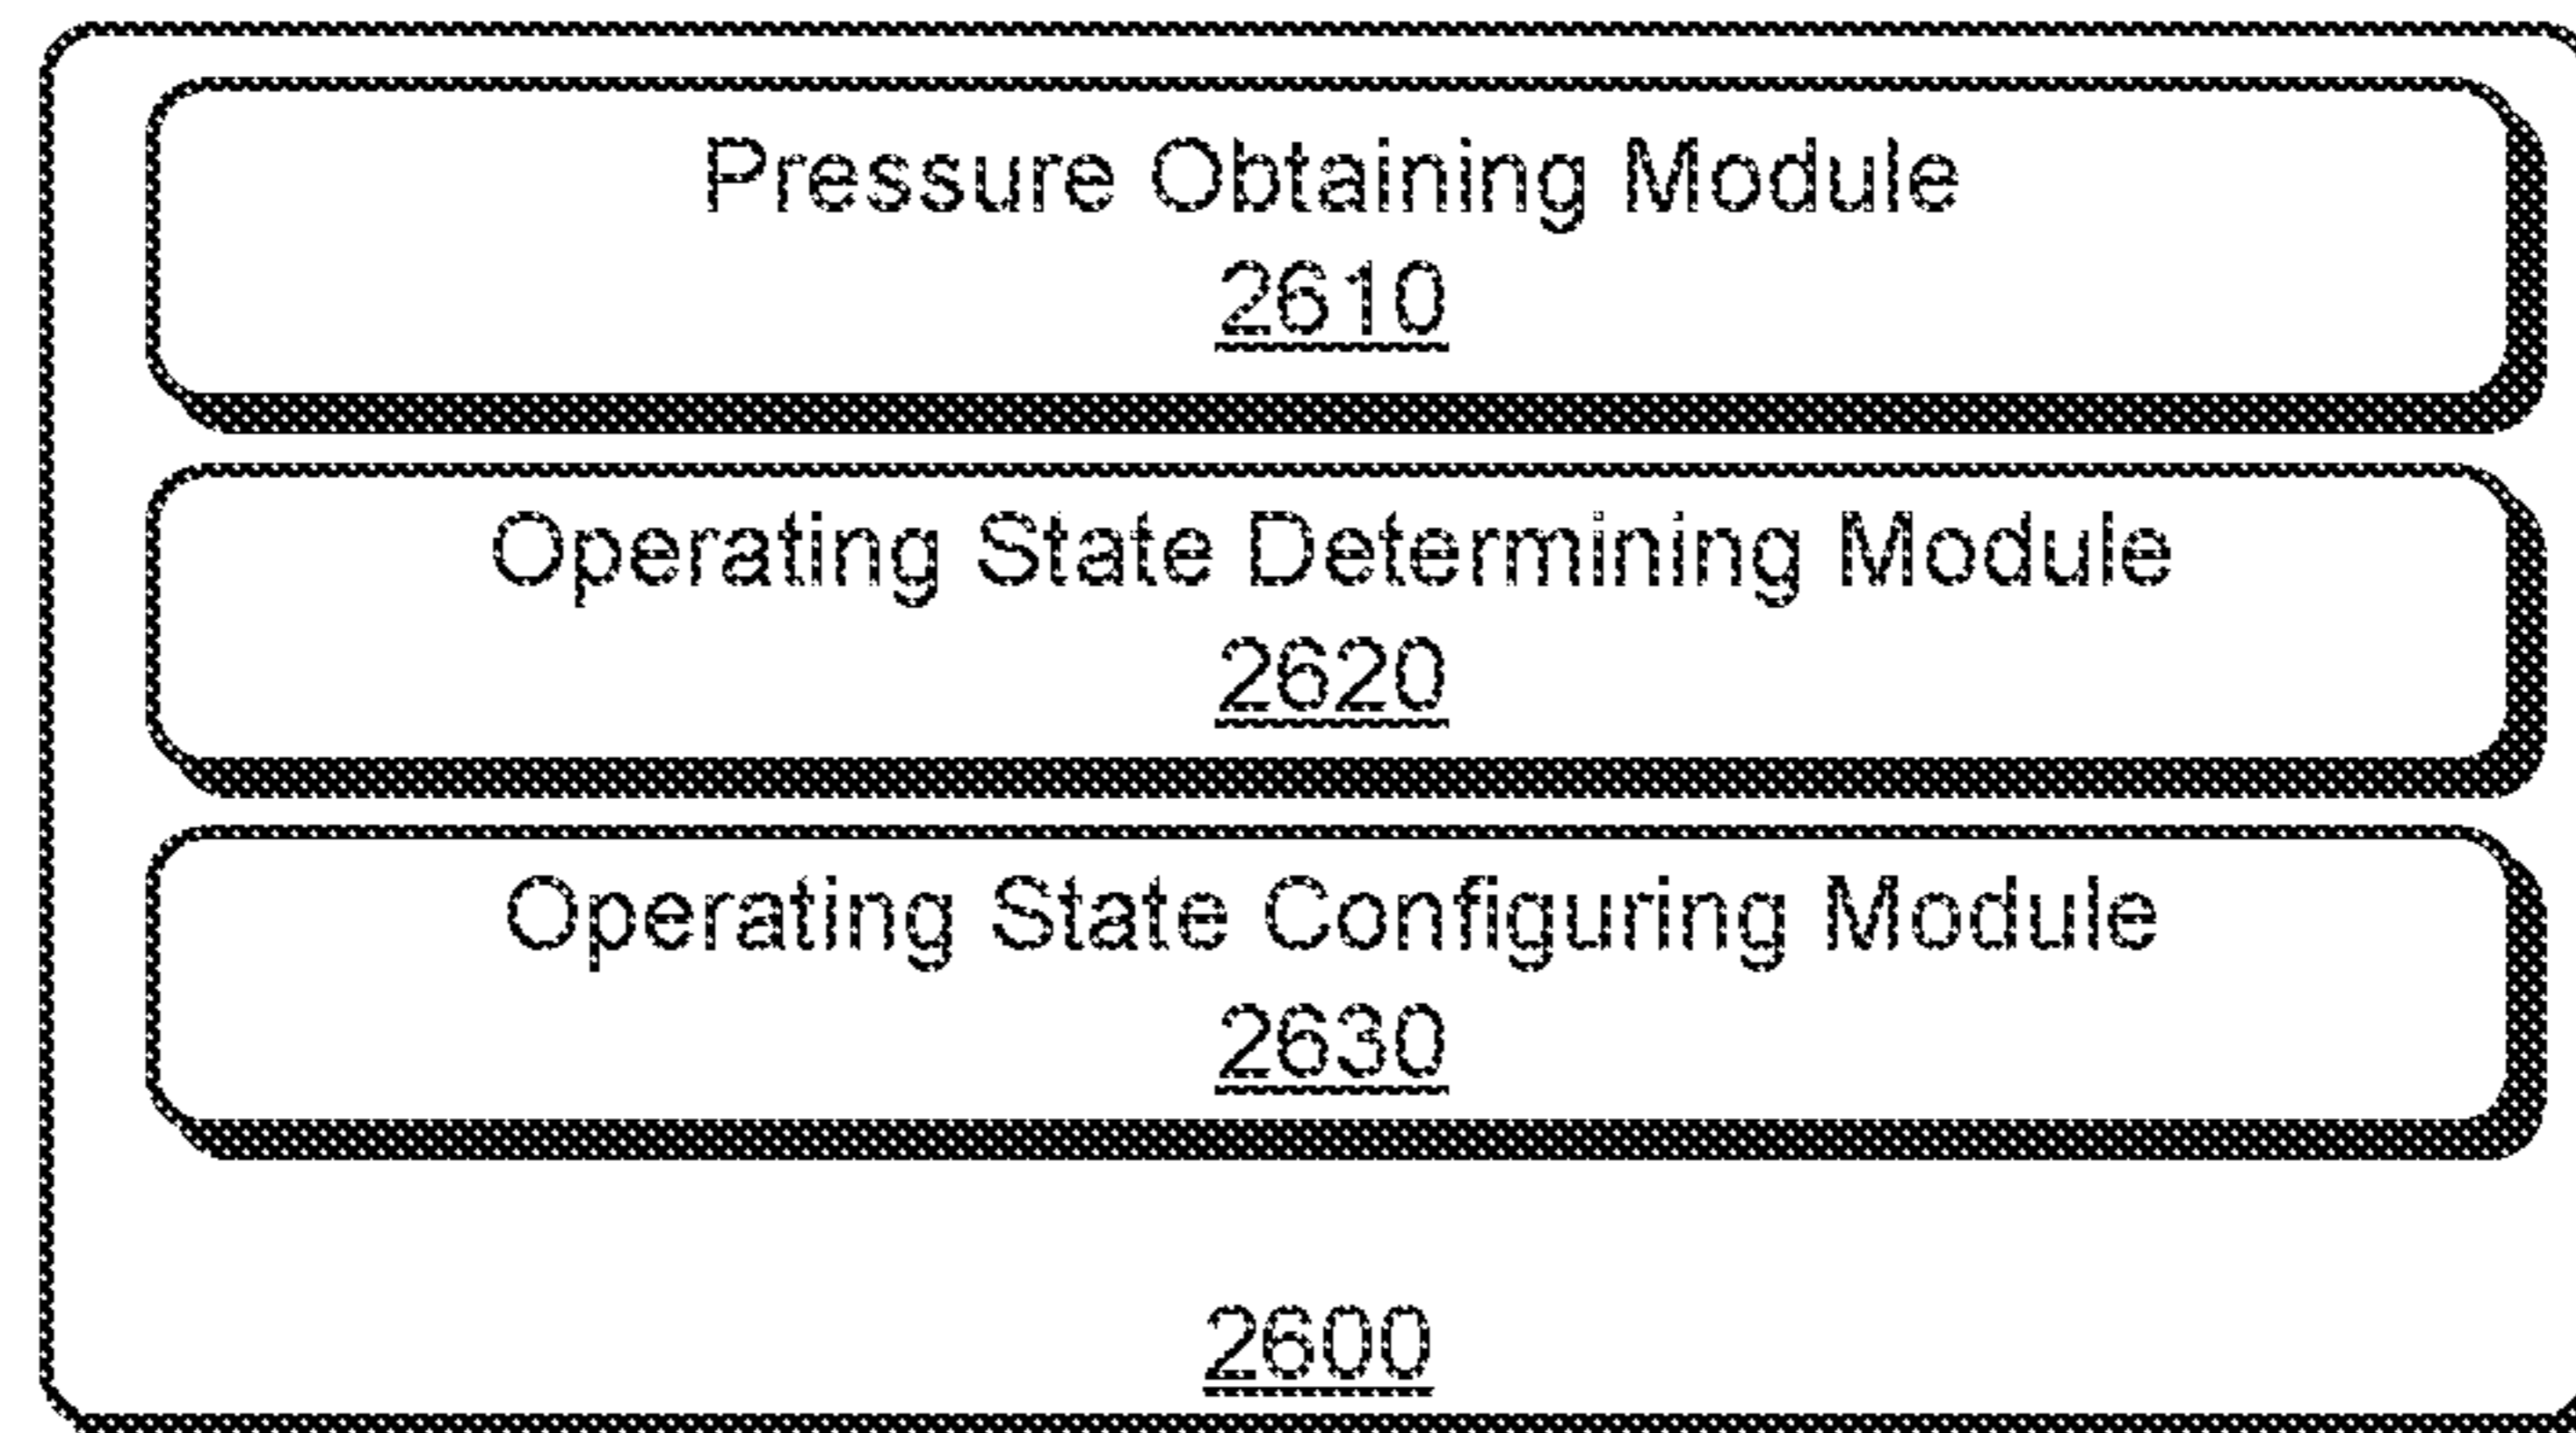 Pressure Obtaining Module
2610
Operating State Determining Module
2620
Operating State Configuring Module
2630
2600